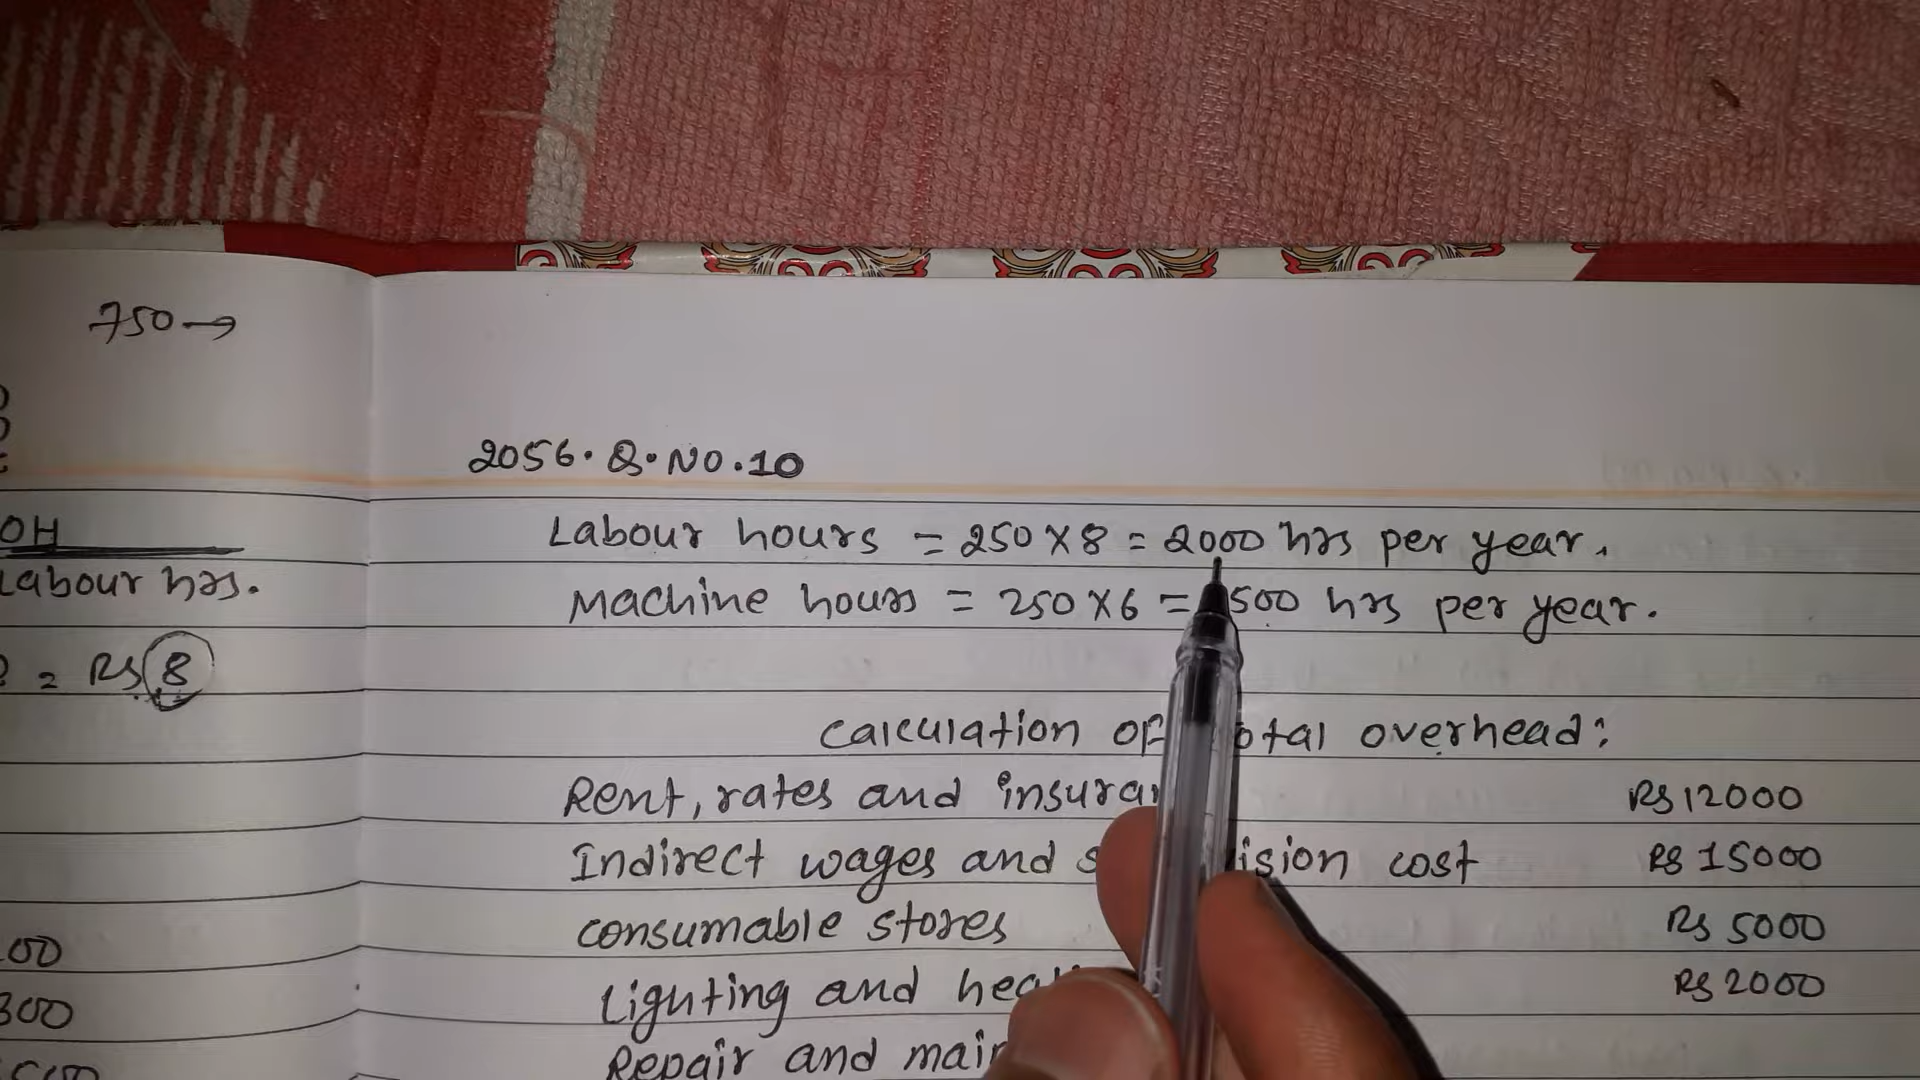 750→
OH
Labour hrs.
= Rs 8
00
300
2056. Q. NO. 10
Labour hours = 250 × 8 = 2000 hrs per year.
Machine hours = 250 × 6 = 500 hrs per year.
Calculation of otal overhead:
Rent, rates and insura Rs 12000
Indirect wages and s ision cost Rs 15000
consumable stores Rs 5000
Lighting and hea Rs 2000
Repair and main